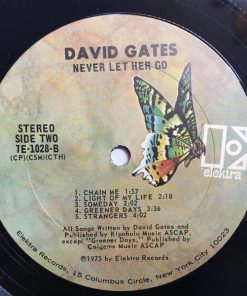 DAVID GATES
NEVER LET HER GO
STEREO
SIDE TWO
TE-1028-B
(CP)(CSM)(CTH)
elektra
1. CHAIN ME 1:57
2. LIGHT OF MY LIFE 2:18
3. SOMEDAY 2:02
4. GREENER DAYS 3:36
5. STRANGERS 4:02
All Songs Written by David Gates and
Published by Kipahulu Music ASCAP,
except "Greener Days," Published by
Colgems Music ASCAP.
℗1975 by Elektra Records
Elektra Records, 15 Columbus Circle, New York City 10023